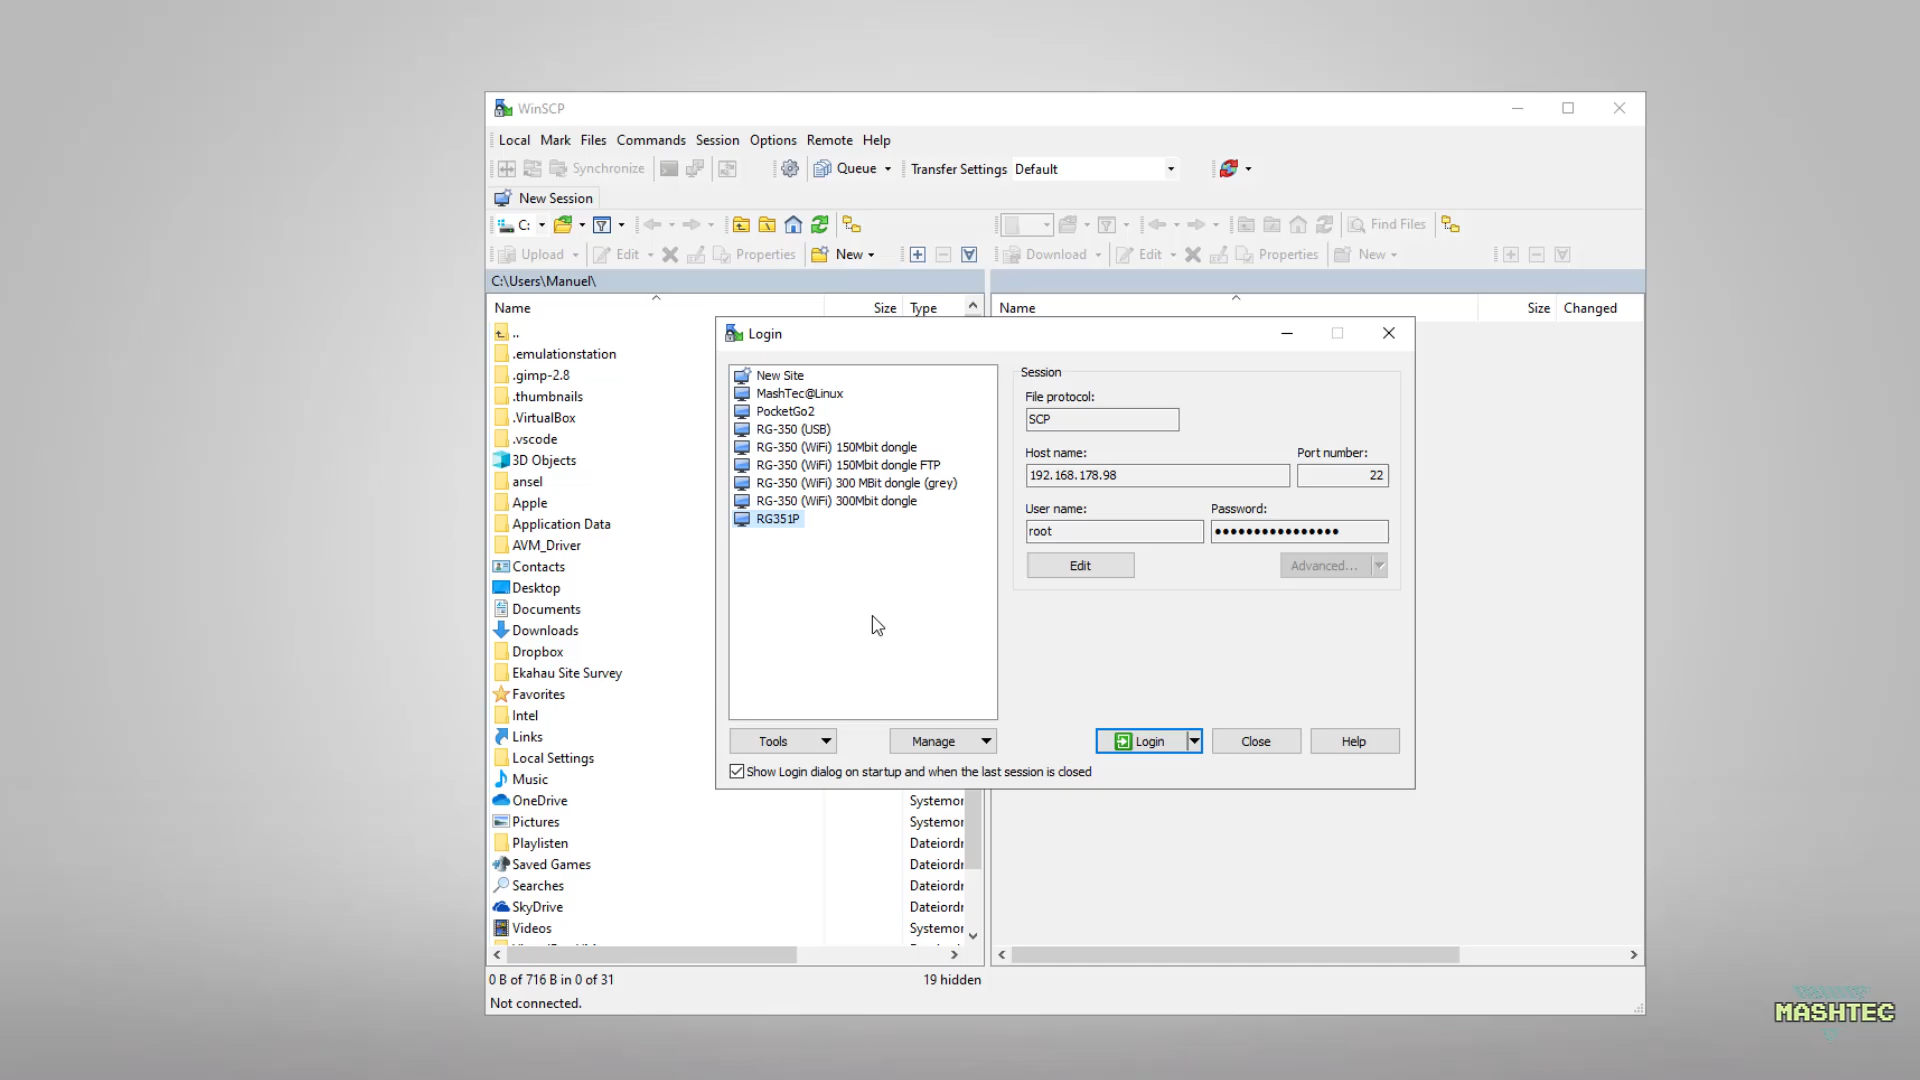 WinSCP
Local Mark Files Commands Session Options Remote Help
Synchronize Queue Transfer Settings Default
New Session
C: Find Files
Upload Edit Properties New Download Edit Properties New
C:\Users\Manuel\
Name Size Type Name Size Changed
..
.emulationstation
.gimp-2.8
.thumbnails
.VirtualBox
.vscode
3D Objects
ansel
Apple
Application Data
AVM_Driver
Contacts
Desktop
Documents
Downloads
Dropbox
Ekahau Site Survey
Favorites
Intel
Links
Local Settings
Music
OneDrive Systemor
Pictures Systemor
Playlisten Dateiordr
Saved Games Dateiordr
Searches Dateiordr
SkyDrive Dateiordr
Videos Systemor
0 B of 716 B in 0 of 31 19 hidden
Not connected.
Login
New Site
MashTec@Linux
PocketGo2
RG-350 (USB)
RG-350 (WiFi) 150Mbit dongle
RG-350 (WiFi) 150Mbit dongle FTP
RG-350 (WiFi) 300 MBit dongle (grey)
RG-350 (WiFi) 300Mbit dongle
RG351P
Session
File protocol:
SCP
Host name: Port number:
192.168.178.98 22
User name: Password:
root ••••••••••••••••
Edit Advanced...
Tools Manage Login Close Help
Show Login dialog on startup and when the last session is closed
MASHTEC